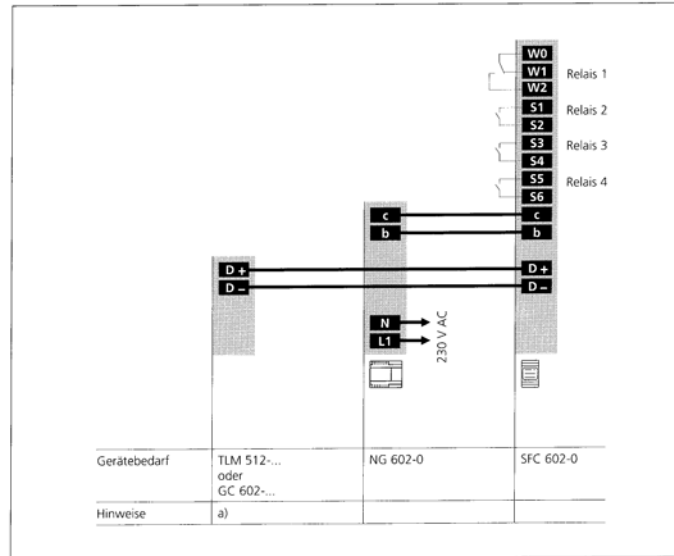 W0
W1 Relais 1
W2
S1 Relais 2
S2
S3 Relais 3
S4
S5 Relais 4
S6
c c
b b
D+ D+
D– D–
N
L1
230 V AC
Gerätebedarf TLM 512-... NG 602-0 SFC 602-0
oder
GC 602-...
Hinweise a)